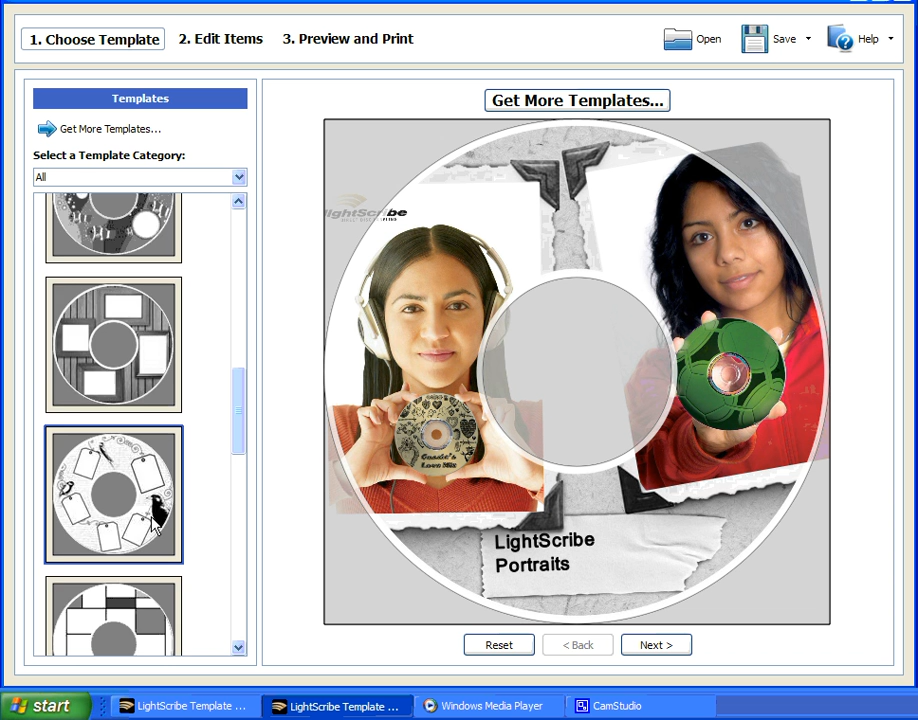 1. Choose Template
2. Edit Items
3. Preview and Print
Open
Save
Help
Templates
Get More Templates...
Select a Template Category:
All
Get More Templates...
LightScribe
LightScribe
Portraits
Reset
< Back
Next >
start
LightScribe Template ...
LightScribe Template ...
Windows Media Player
CamStudio